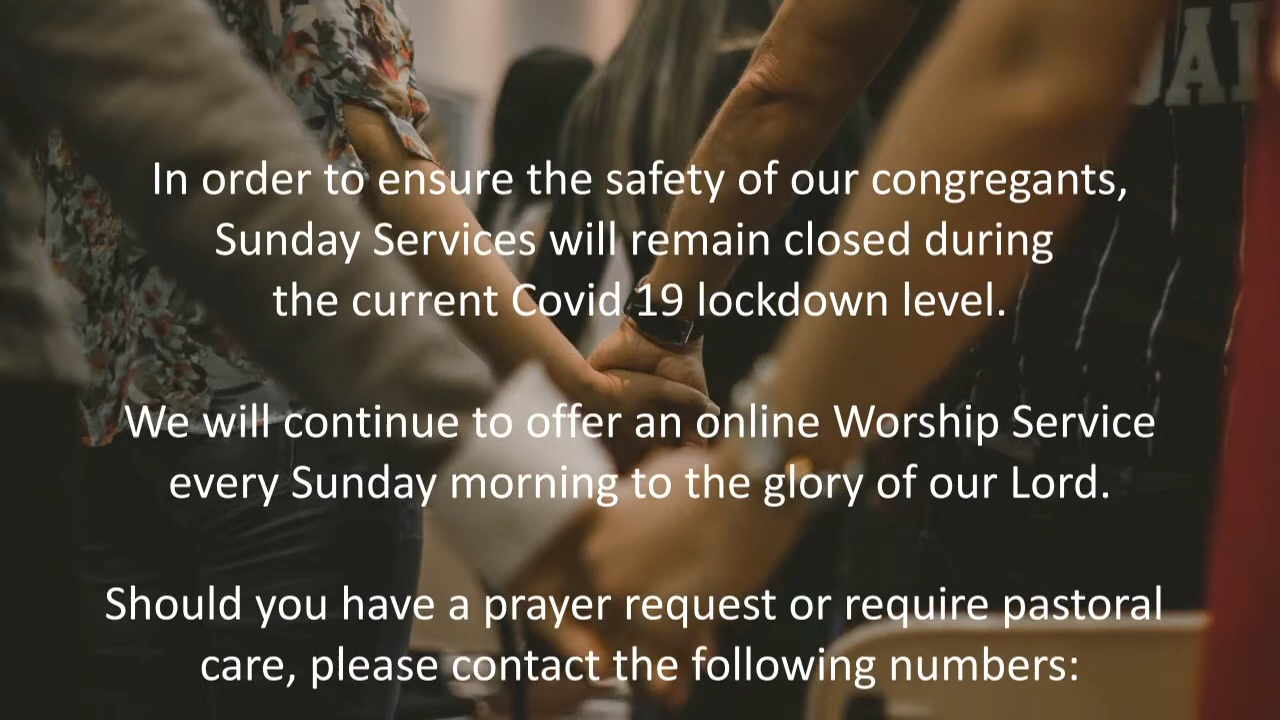 In order to ensure the safety of our congregants,
Sunday Services will remain closed during
the current Covid 19 lockdown level.
We will continue to offer an online Worship Service
every Sunday morning to the glory of our Lord.
Should you have a prayer request or require pastoral
care, please contact the following numbers: